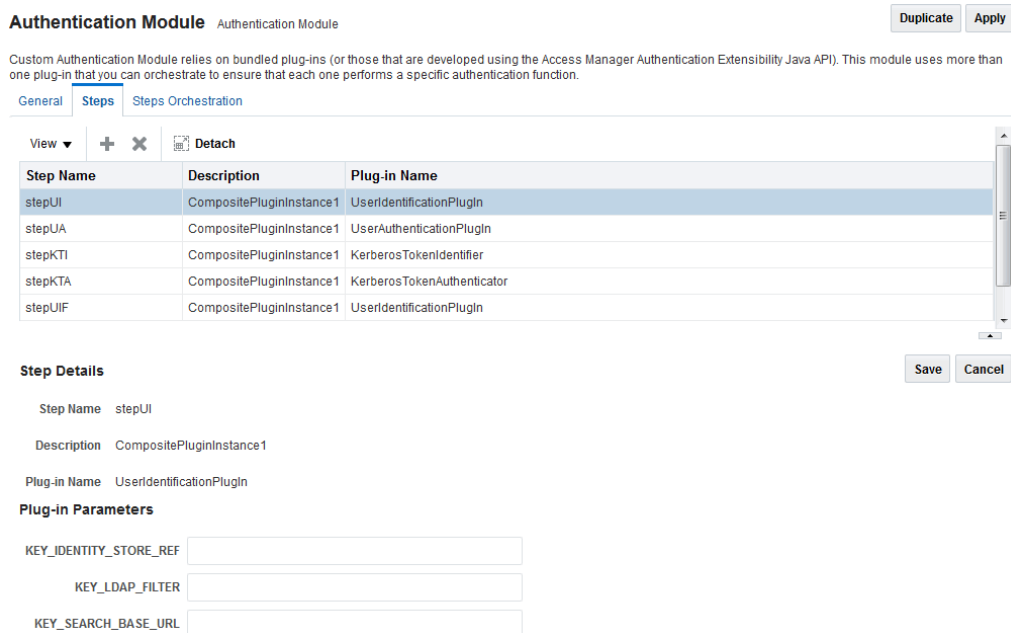 Authentication Module Authentication Module
Duplicate Apply
Custom Authentication Module relies on bundled plug-ins (or those that are developed using the Access Manager Authentication Extensibility Java API). This module uses more than
one plug-in that you can orchestrate to ensure that each one performs a specific authentication function.
General Steps Steps Orchestration
View Detach
Step Name Description Plug-in Name
stepUI CompositePluginInstance1 UserIdentificationPlugIn
stepUA CompositePluginInstance1 UserAuthenticationPlugIn
stepKTI CompositePluginInstance1 KerberosTokenIdentifier
stepKTA CompositePluginInstance1 KerberosTokenAuthenticator
stepUIF CompositePluginInstance1 UserIdentificationPlugIn
Step Details
Save Cancel
Step Name stepUI
Description CompositePluginInstance1
Plug-in Name UserIdentificationPlugIn
Plug-in Parameters
KEY_IDENTITY_STORE_REF
KEY_LDAP_FILTER
KEY_SEARCH_BASE_URL